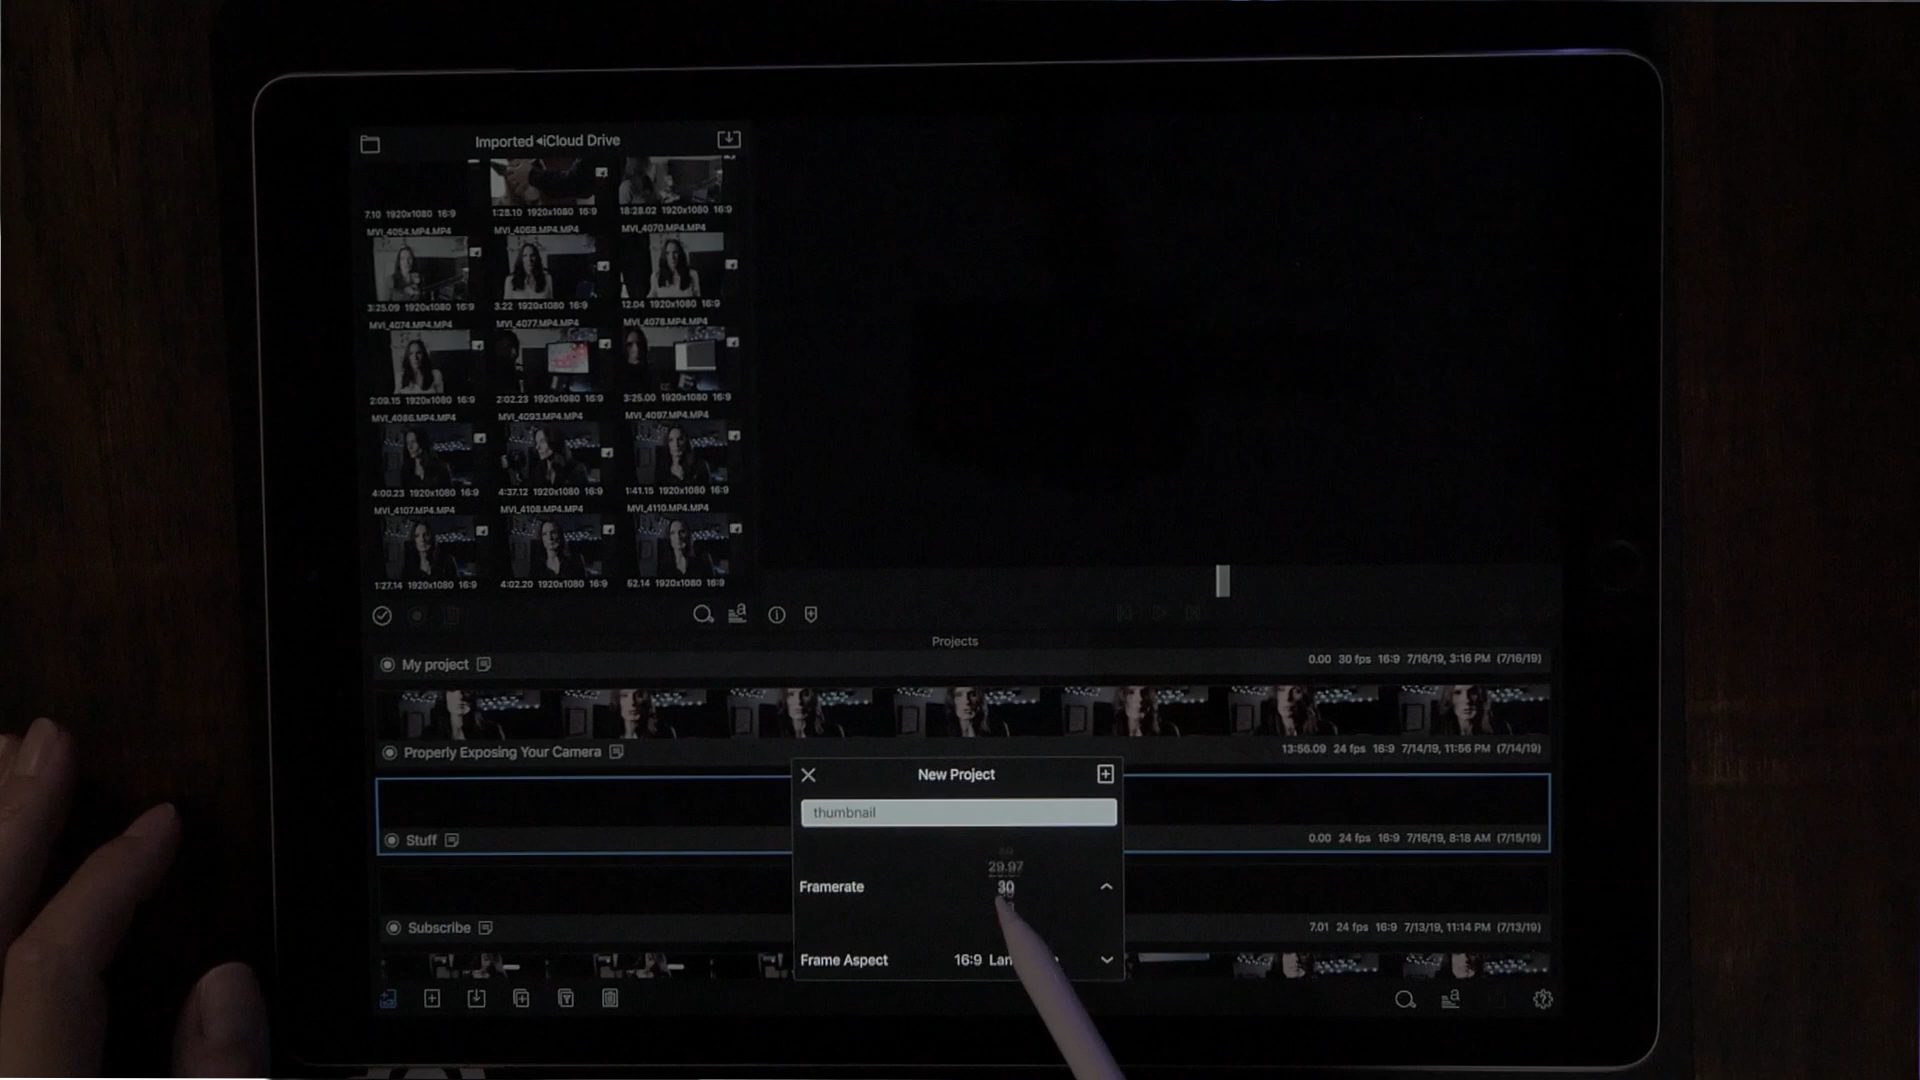 Imported ◂iCloud Drive
7.10 1920x1080 16:9
1:28.10 1920x1080 16:9
18:28.02 1920x1080 16:9
MVI_4054.MP4.MP4
MVI_4068.MP4.MP4
MVI_4070.MP4.MP4
3:25.09 1920x1080 16:9
3.22 1920x1080 16:9
12.04 1920x1080 16:9
MVI_4074.MP4.MP4
MVI_4077.MP4.MP4
MVI_4078.MP4.MP4
2:09.15 1920x1080 16:9
2:02.23 1920x1080 16:9
3:25.00 1920x1080 16:9
MVI_4086.MP4.MP4
MVI_4093.MP4.MP4
MVI_4097.MP4.MP4
4:00.23 1920x1080 16:9
4:37.12 1920x1080 16:9
1:41.15 1920x1080 16:9
MVI_4107.MP4.MP4
MVI_4108.MP4.MP4
MVI_4110.MP4.MP4
1:27.14 1920x1080 16:9
4:02.20 1920x1080 16:9
52.14 1920x1080 16:9
Projects
My project
0.00 30 fps 16:9 7/16/19, 3:16 PM (7/16/19)
Properly Exposing Your Camera
13:56.09 24 fps 16:9 7/14/19, 11:56 PM (7/14/19)
New Project
thumbnail
Stuff
0.00 24 fps 16:9 7/16/19, 8:18 AM (7/15/19)
29.97
Framerate 30
Subscribe
7.01 24 fps 16:9 7/13/19, 11:14 PM (7/13/19)
Frame Aspect 16:9